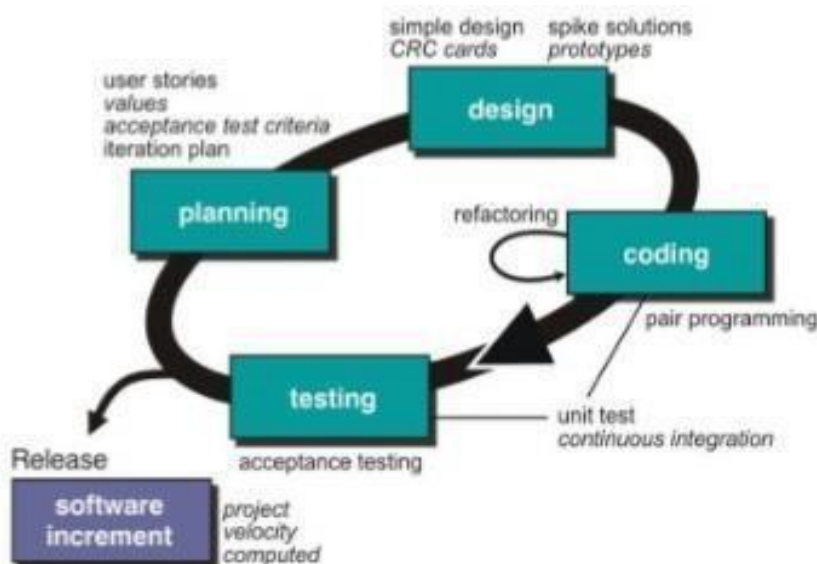 simple design
CRC cards
spike solutions
prototypes
user stories
values
acceptance test criteria
iteration plan
design
planning
refactoring
coding
pair programming
testing
unit test
continuous integration
acceptance testing
Release
software
increment
project
velocity
computed